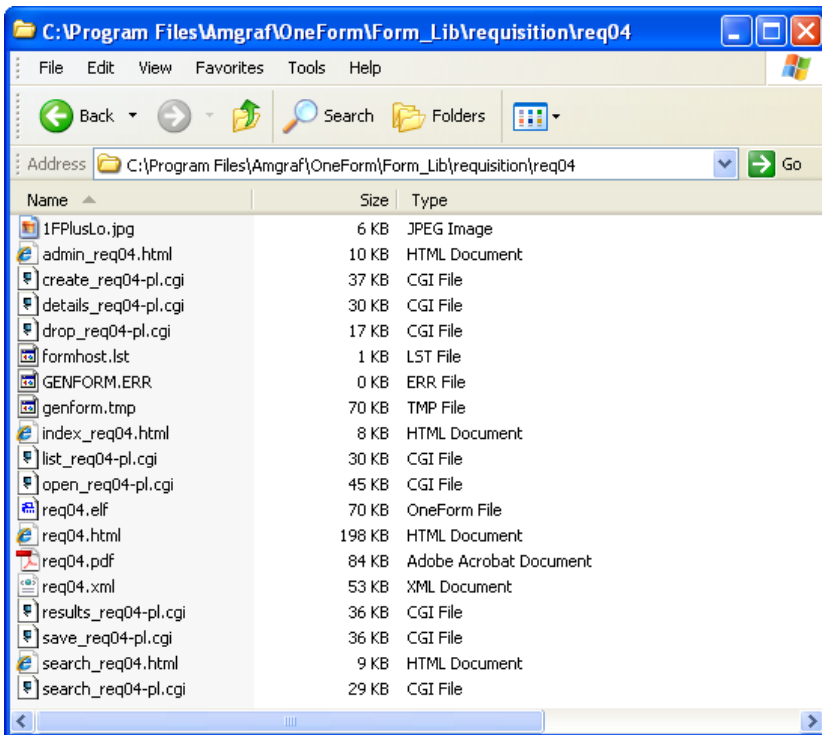 C:\Program Files\Amgraf\OneForm\Form_Lib\requisition\req04
File Edit View Favorites Tools Help
Back Search Folders
Address C:\Program Files\Amgraf\OneForm\Form_Lib\requisition\req04 Go
Name Size Type
1FPlusLo.jpg 6 KB JPEG Image
admin_req04.html 10 KB HTML Document
create_req04-pl.cgi 37 KB CGI File
details_req04-pl.cgi 30 KB CGI File
drop_req04-pl.cgi 17 KB CGI File
formhost.lst 1 KB LST File
GENFORM.ERR 0 KB ERR File
genform.tmp 70 KB TMP File
index_req04.html 8 KB HTML Document
list_req04-pl.cgi 30 KB CGI File
open_req04-pl.cgi 45 KB CGI File
req04.elf 70 KB OneForm File
req04.html 198 KB HTML Document
req04.pdf 84 KB Adobe Acrobat Document
req04.xml 53 KB XML Document
results_req04-pl.cgi 36 KB CGI File
save_req04-pl.cgi 36 KB CGI File
search_req04.html 9 KB HTML Document
search_req04-pl.cgi 29 KB CGI File